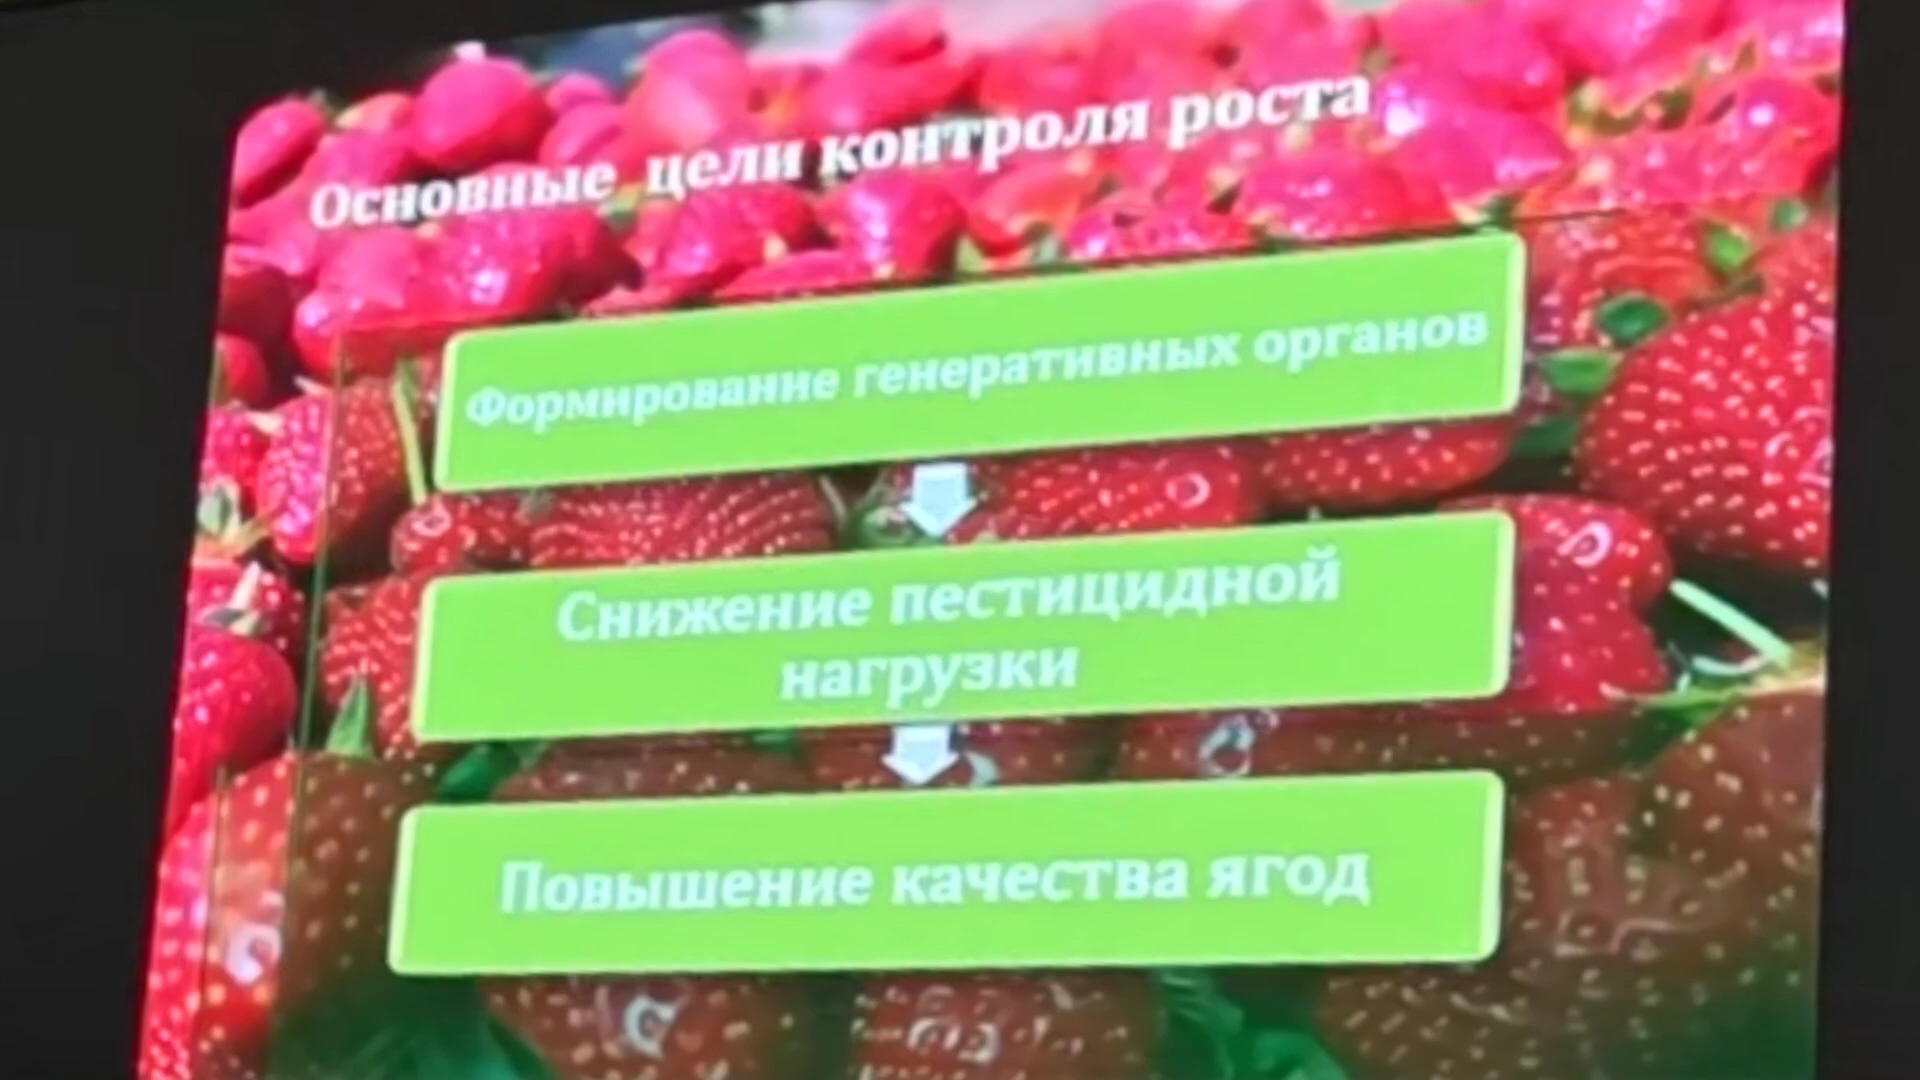 Основные цели контроля роста
Формирование генеративных органов
Снижение пестицидной
нагрузки
Повышение качества ягод